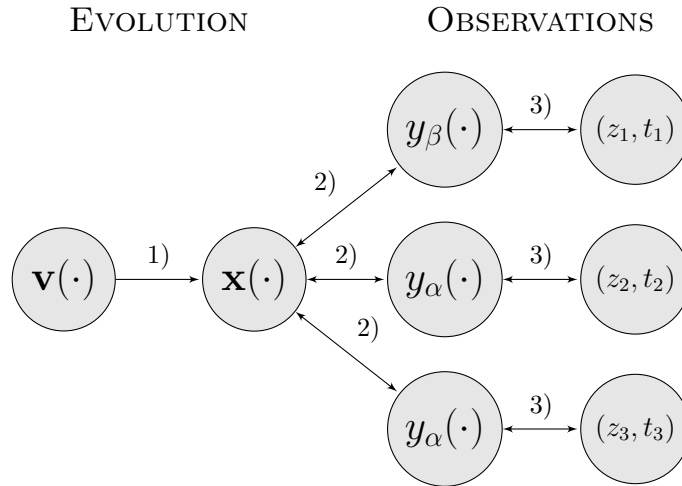 EVOLUTION OBSERVATIONS
y_β(·) 3) (z_1, t_1)
2)
v(·) 1) x(·) 2) y_α(·) 3) (z_2, t_2)
2)
y_α(·) 3) (z_3, t_3)